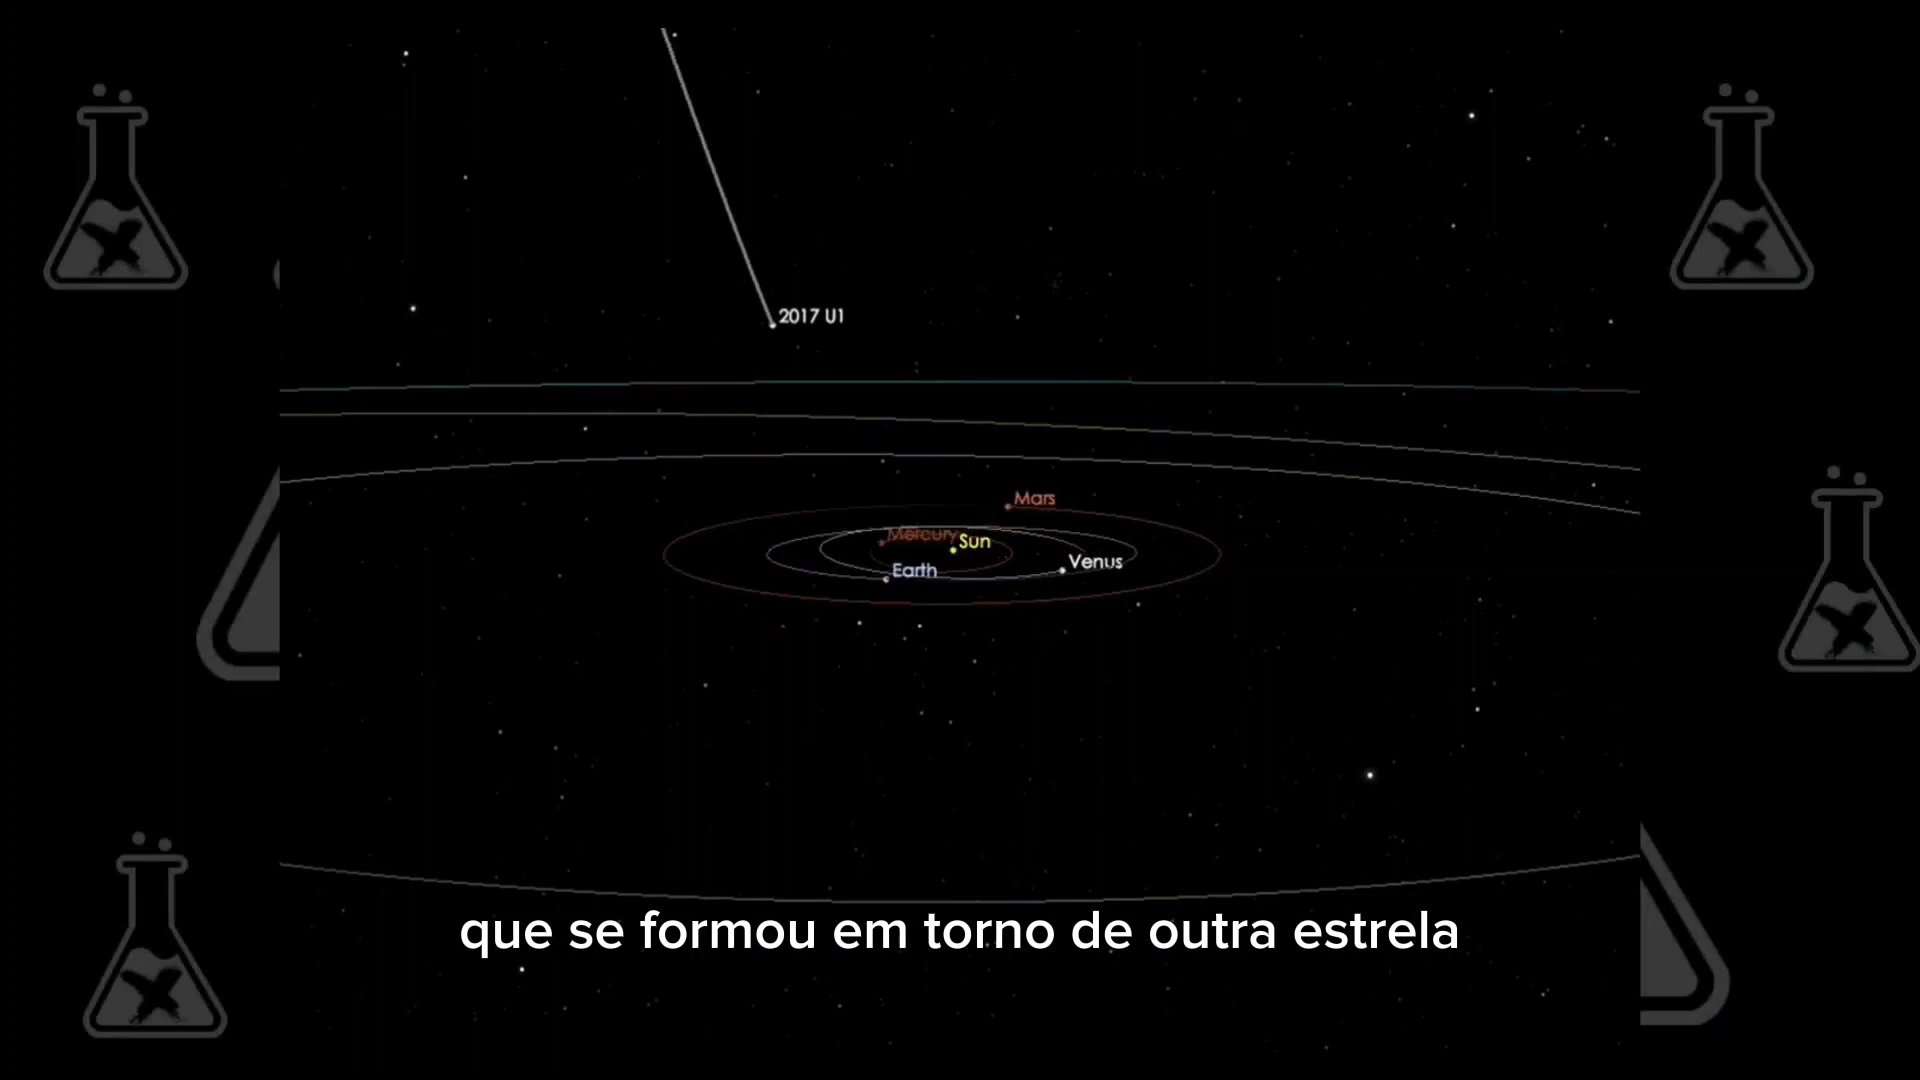 2017 U1
Mars
Mercury
Sun
Venus
Earth
que se formou em torno de outra estrela